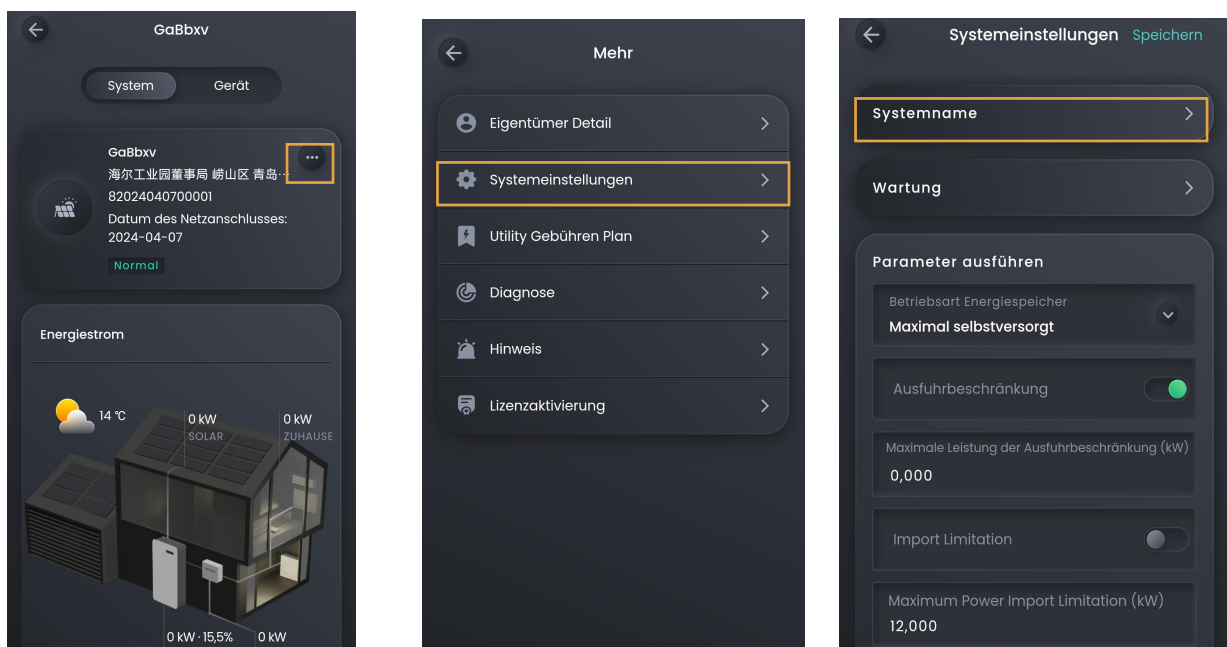 GaBbxv
System
Gerät
GaBbxv
海尔工业园董事局 崂山区 青岛…
82024040700001
Datum des Netzanschlusses:
2024-04-07
Normal
Energiestrom
14 °C
0 kW
SOLAR
0 kW
ZUHAUSE
0 kW · 15,5%
0 kW
Mehr
Eigentümer Detail
Systemeinstellungen
Utility Gebühren Plan
Diagnose
Hinweis
Lizenzaktivierung
Systemeinstellungen
Speichern
Systemname
Wartung
Parameter ausführen
Betriebsart Energiespeicher
Maximal selbstversorgt
Ausfuhrbeschränkung
Maximale Leistung der Ausfuhrbeschränkung (kW)
0,000
Import Limitation
Maximum Power Import Limitation (kW)
12,000